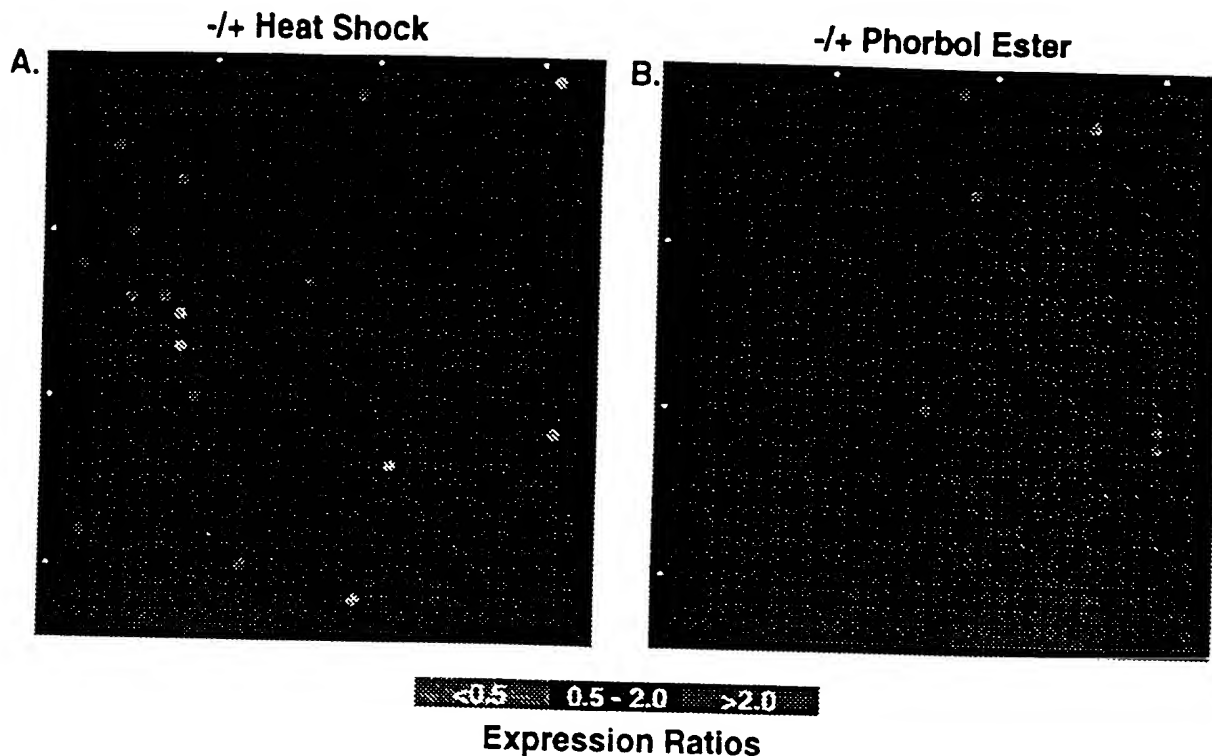 -/+ Heat Shock
-/+ Phorbol Ester
A.
B.
<0.5 0.5 - 2.0 >2.0
Expression Ratios